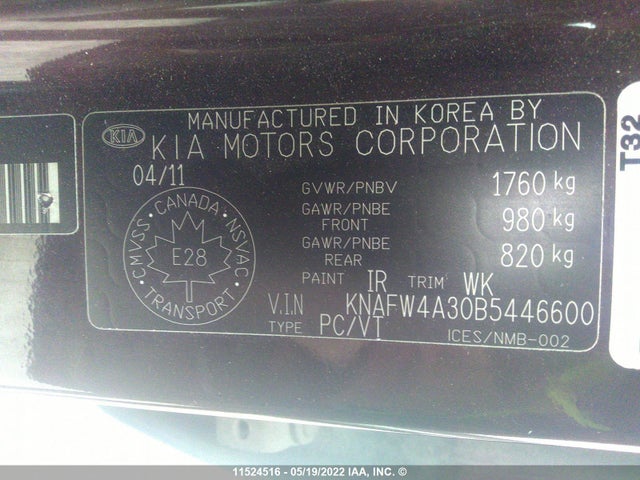 MANUFACTURED IN KOREA BY
KIA KIA MOTORS CORPORATION
04/11
GVWR/PNBV 1760 kg
GAWR/PNBE FRONT 980 kg
GAWR/PNBE REAR 820 kg
CMVSS CANADA NSVAC
E28
TRANSPORT
PAINT IR TRIM WK
V.I.N KNAFW4A30B5446600
TYPE PC/VT
ICES/NMB-002
T32
11524516 - 05/19/2022 IAA, INC. ©